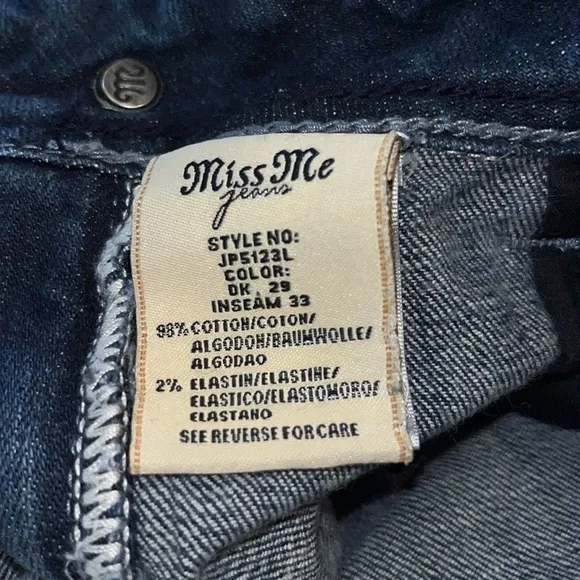 M
Miss Me
jeans
STYLE NO:
JP5123L
COLOR:
DK . 29
INSEAM 33
98% COTTON/COTON/
ALGODON/BAUMWOLLE/
ALGODAO
2% ELASTIN/ELASTINE/
ELASTICO/ELASTOMORO/
ELASTANO
SEE REVERSE FOR CARE